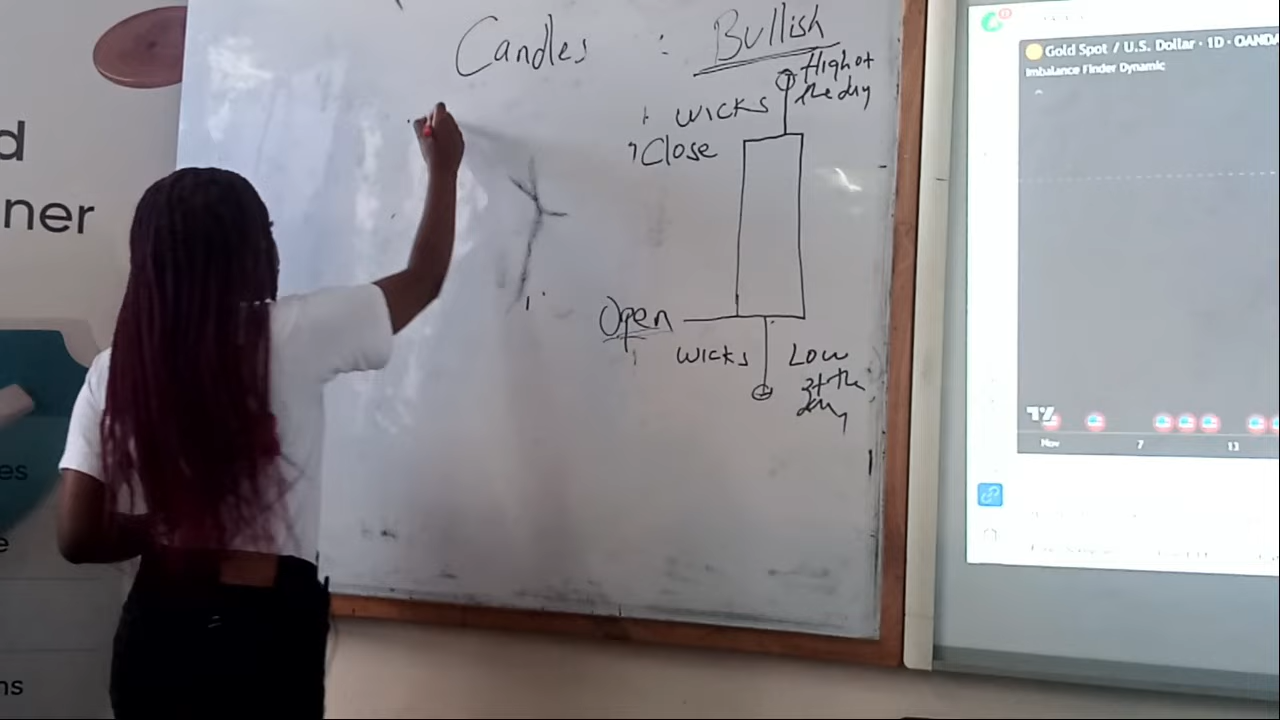 d
ner
es
e
ns
Candles : Bullish
High of
the day
wicks
Close
Open
wicks
Low
of the
day
Gold Spot / U.S. Dollar · 1D · OANDA
Imbalance Finder Dynamic
Nov
7
13